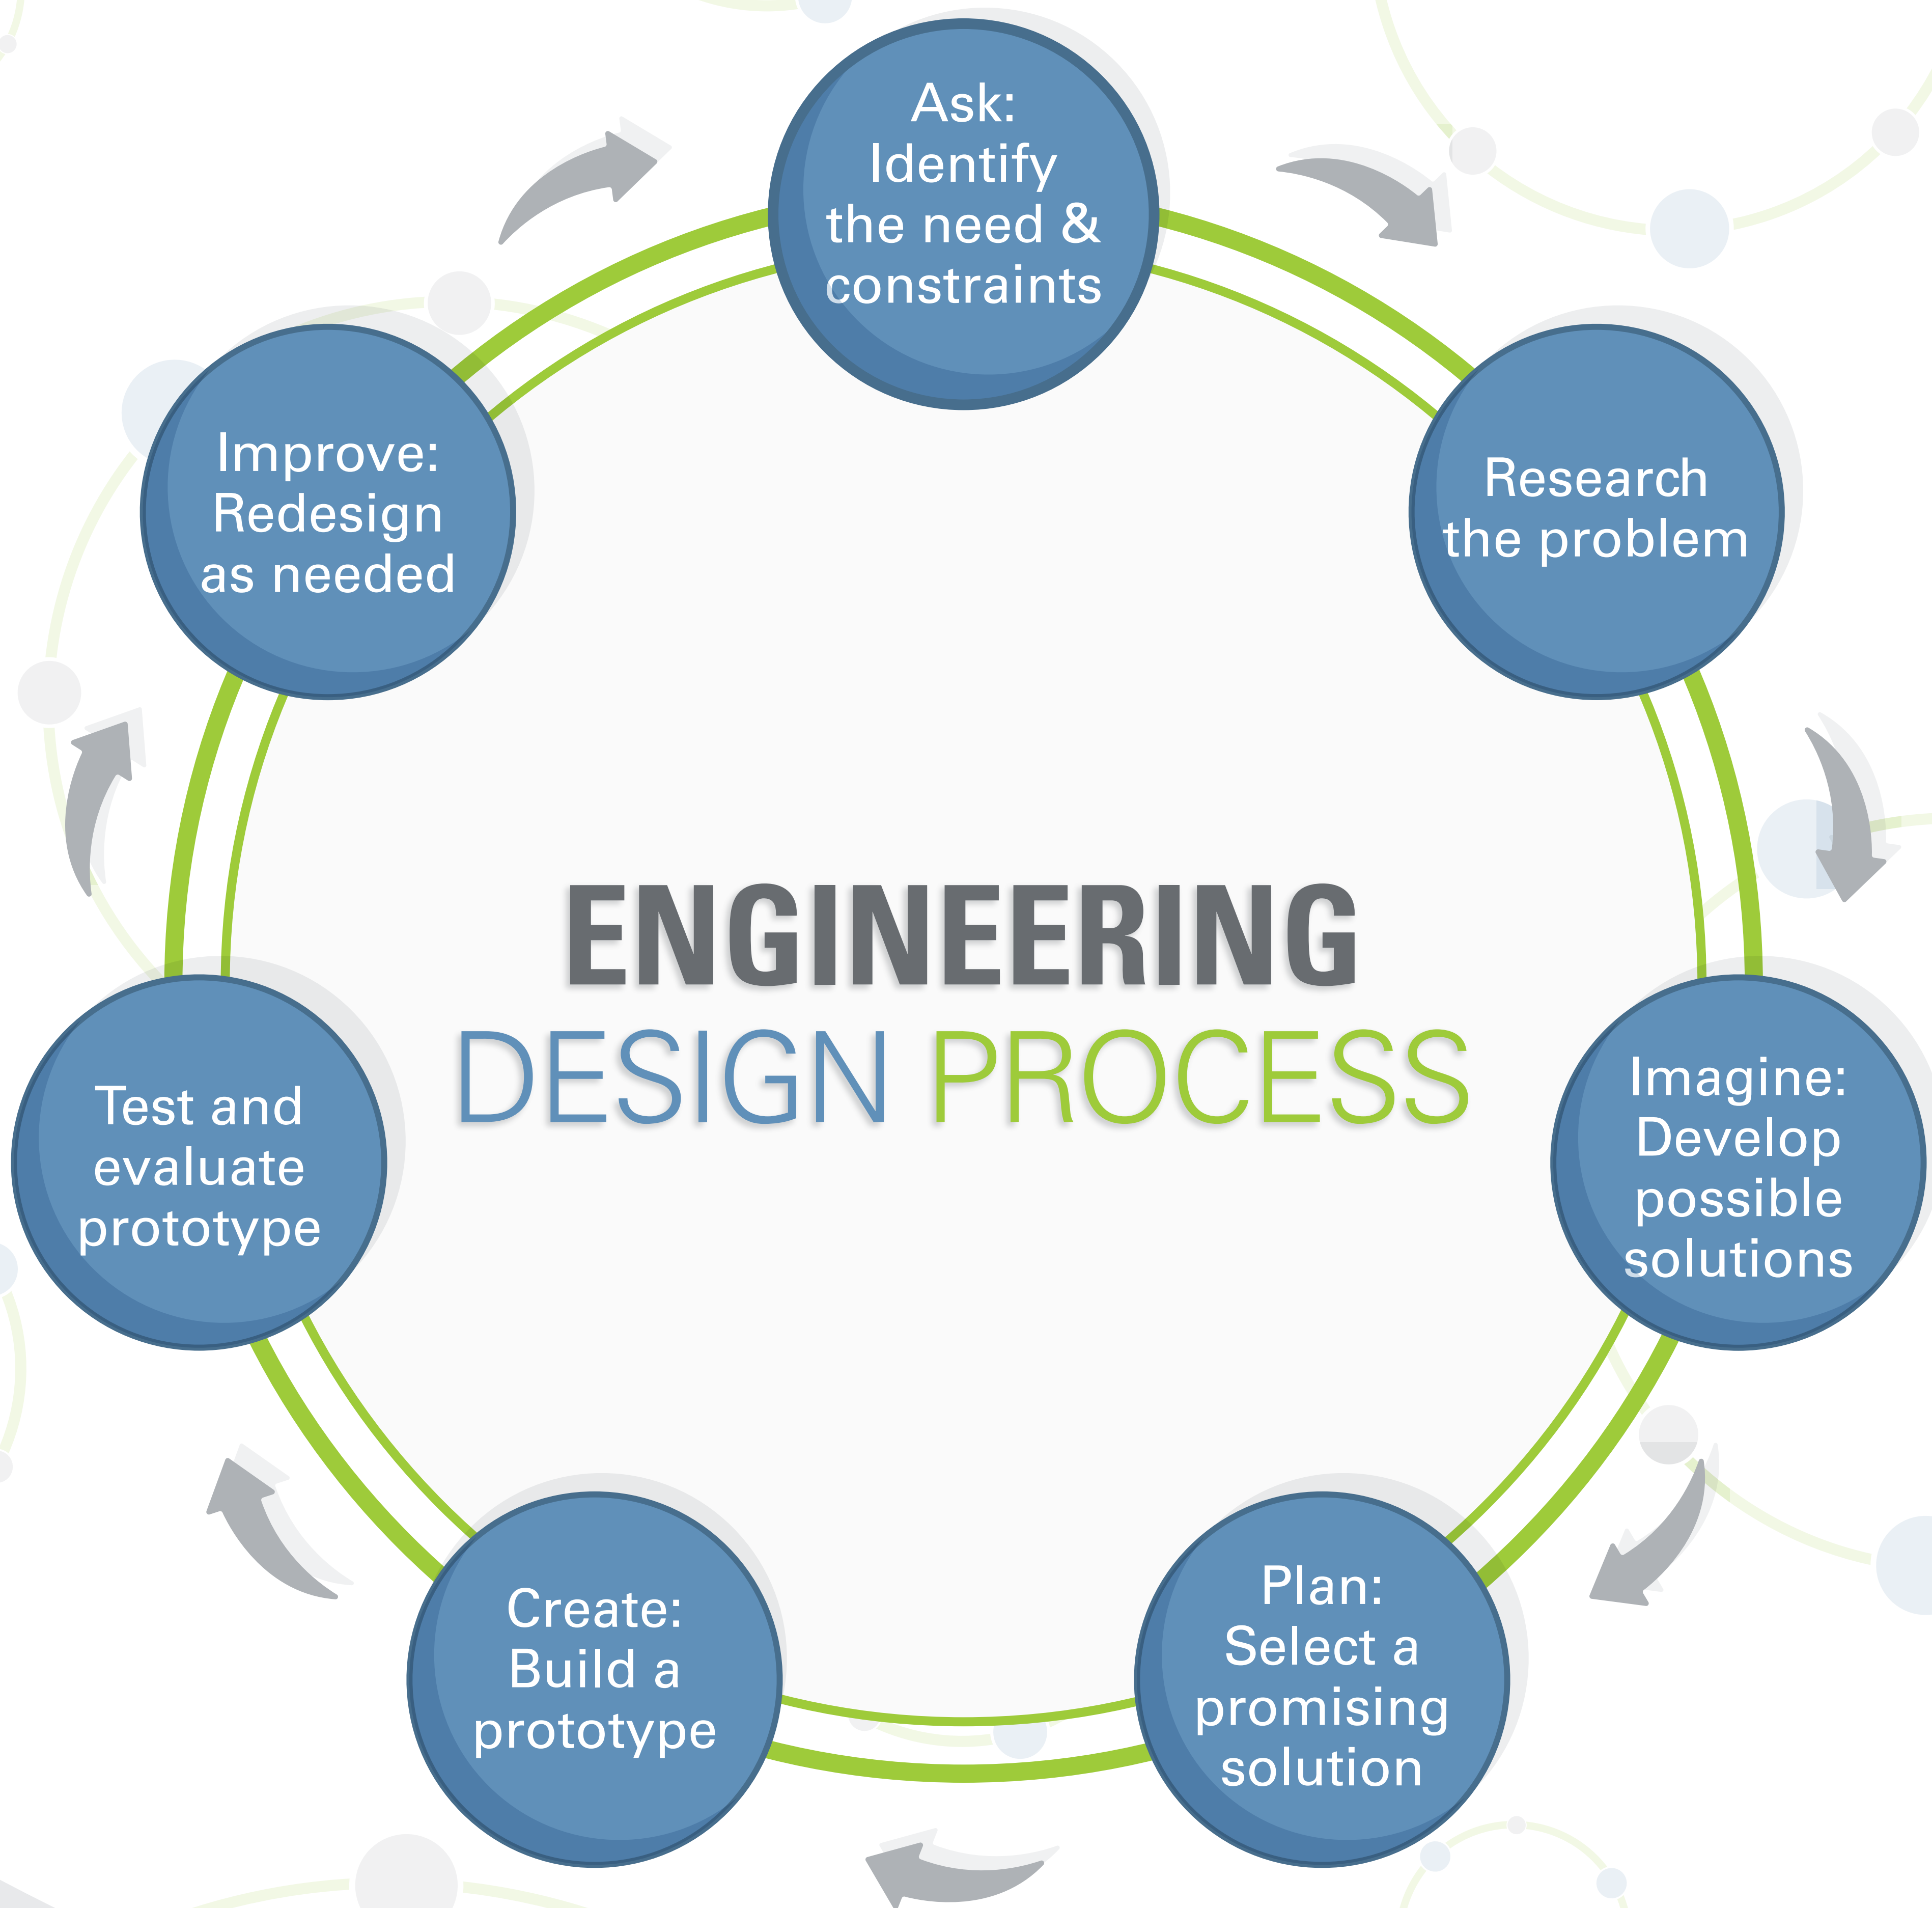 Ask:
Identify
the need &
constraints
Research
the problem
Imagine:
Develop
possible
solutions
Plan:
Select a
promising
solution
Create:
Build a
prototype
Test and
evaluate
prototype
Improve:
Redesign
as needed
ENGINEERING
DESIGN PROCESS